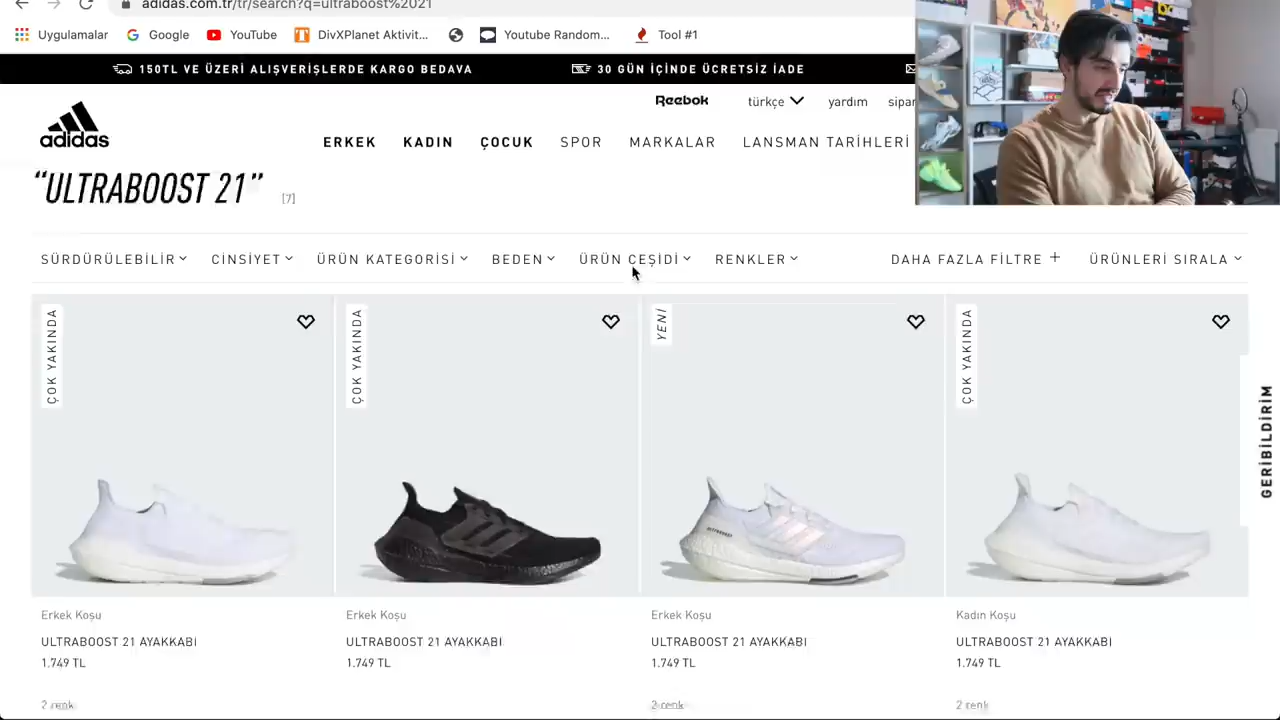 adidas.com.tr/tr/search?q=ultraboost%2021
Uygulamalar Google YouTube DivXPlanet Aktivit... Youtube Random... Tool #1
150TL VE ÜZERİ ALIŞVERİŞLERDE KARGO BEDAVA 30 GÜN İÇİNDE ÜCRETSİZ İADE
Reebok türkçe yardım sipar
adidas
ERKEK KADIN ÇOCUK SPOR MARKALAR LANSMAN TARİHLERİ
“ULTRABOOST 21” [7]
SÜRDÜRÜLEBİLİR CINSİYET ÜRÜN KATEGORİSİ BEDEN ÜRÜN ÇEŞİDİ RENKLER DAHA FAZLA FİLTRE + ÜRÜNLERİ SIRALA
ÇOK YAKINDA
ÇOK YAKINDA
YENİ
ÇOK YAKINDA
GERİBİLDİRİM
Erkek Koşu Erkek Koşu Erkek Koşu Kadın Koşu
ULTRABOOST 21 AYAKKABI ULTRABOOST 21 AYAKKABI ULTRABOOST 21 AYAKKABI ULTRABOOST 21 AYAKKABI
1.749 TL 1.749 TL 1.749 TL 1.749 TL
2 renk 2 renk 2 renk